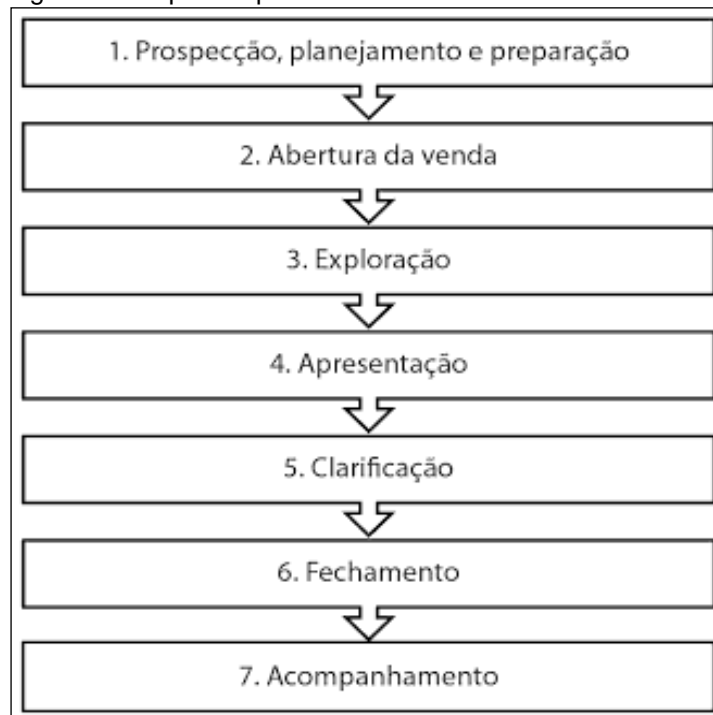 1. Prospecção, planejamento e preparação
2. Abertura da venda
3. Exploração
4. Apresentação
5. Clarificação
6. Fechamento
7. Acompanhamento